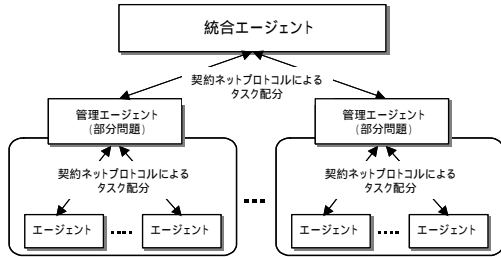 統合エージェント
契約ネットプロトコルによる
タスク配分
管理エージェント
(部分問題)
管理エージェント
(部分問題)
契約ネットプロトコルによる
タスク配分
契約ネットプロトコルによる
タスク配分
エージェント
エージェント
エージェント
エージェント